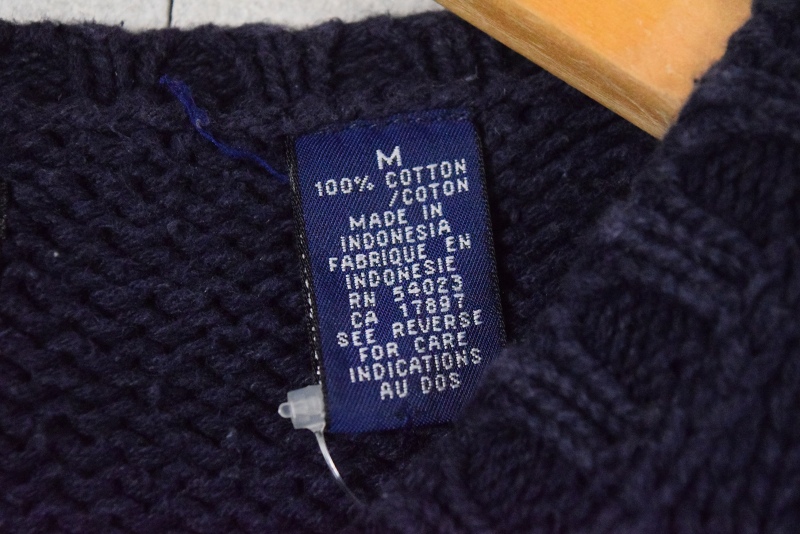 M
100% COTTON
/COTON
MADE IN
INDONESIA
FABRIQUE EN
INDONESIE
RN 54023
CA 17897
SEE REVERSE
FOR CARE
INDICATIONS
AU DOS